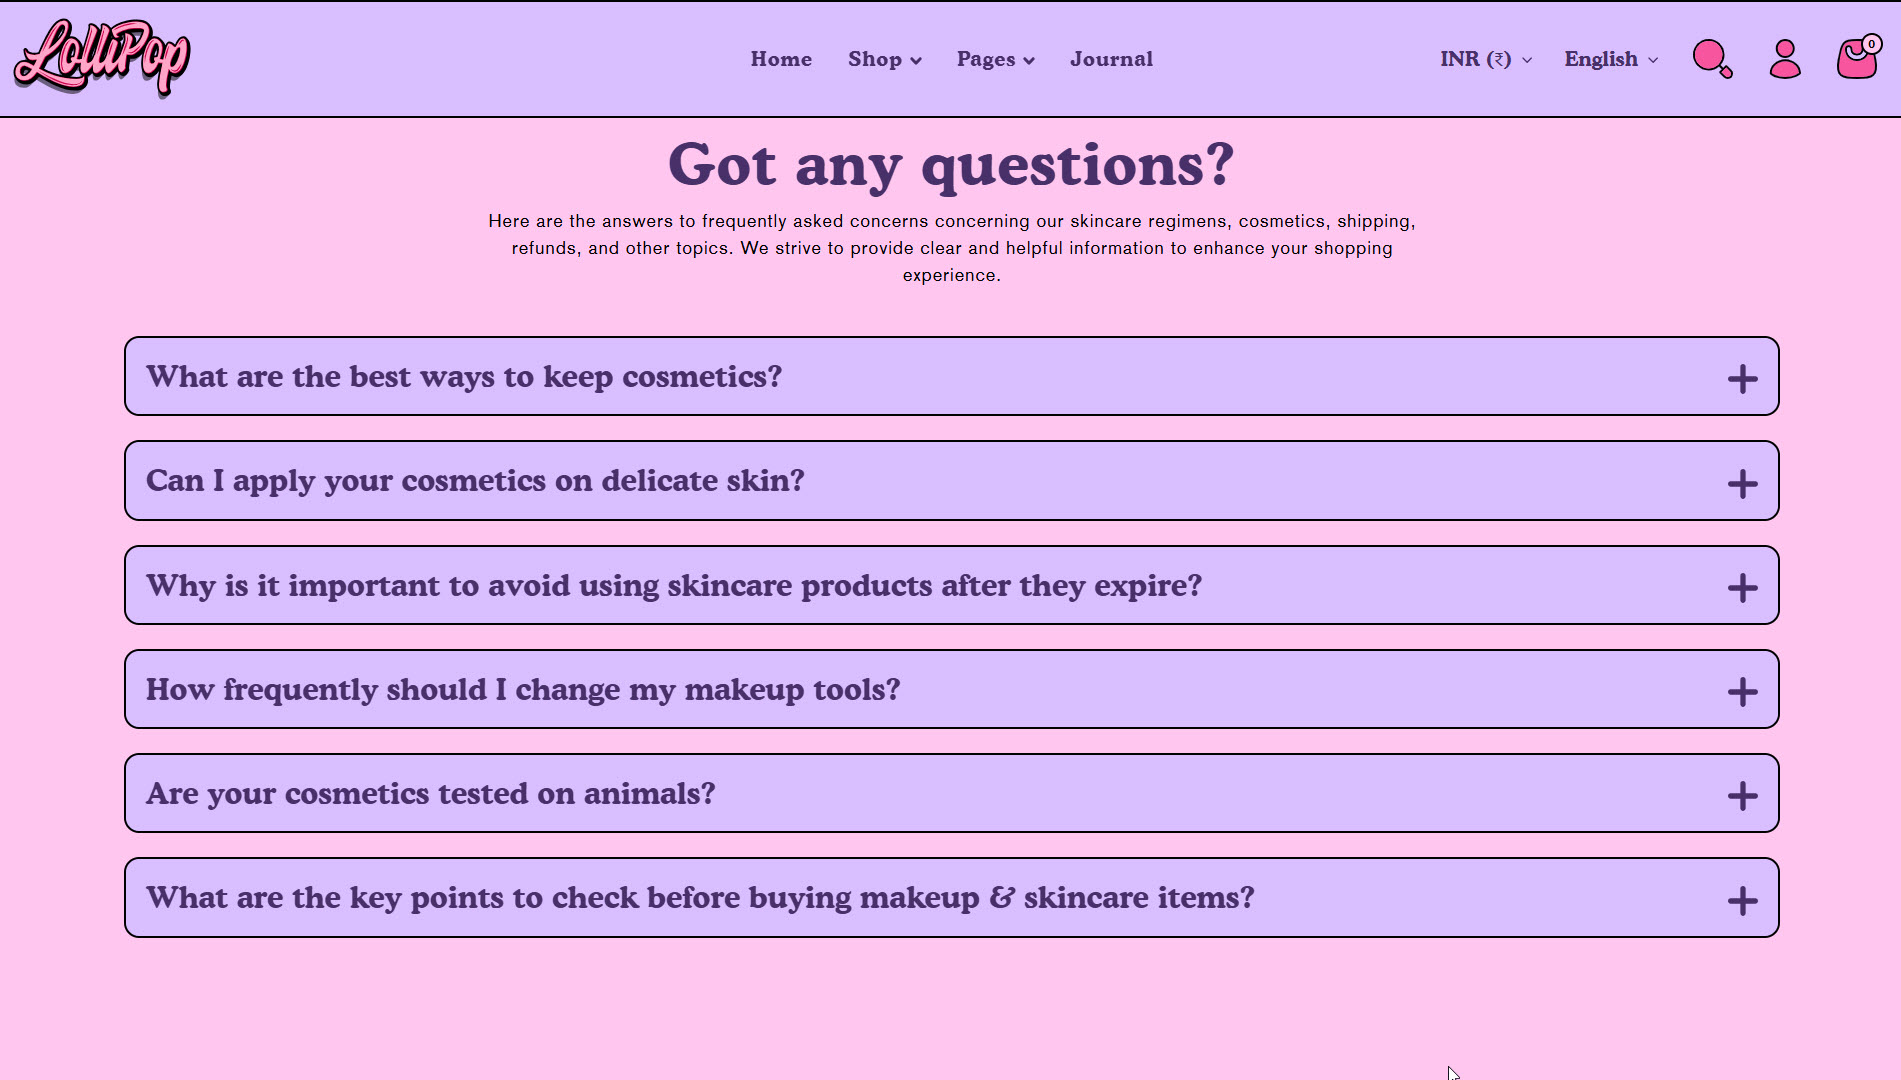 LolliPop
Home Shop Pages Journal
INR (₹) English 0
Got any questions?
Here are the answers to frequently asked concerns concerning our skincare regimens, cosmetics, shipping,
refunds, and other topics. We strive to provide clear and helpful information to enhance your shopping
experience.
What are the best ways to keep cosmetics?
Can I apply your cosmetics on delicate skin?
Why is it important to avoid using skincare products after they expire?
How frequently should I change my makeup tools?
Are your cosmetics tested on animals?
What are the key points to check before buying makeup & skincare items?